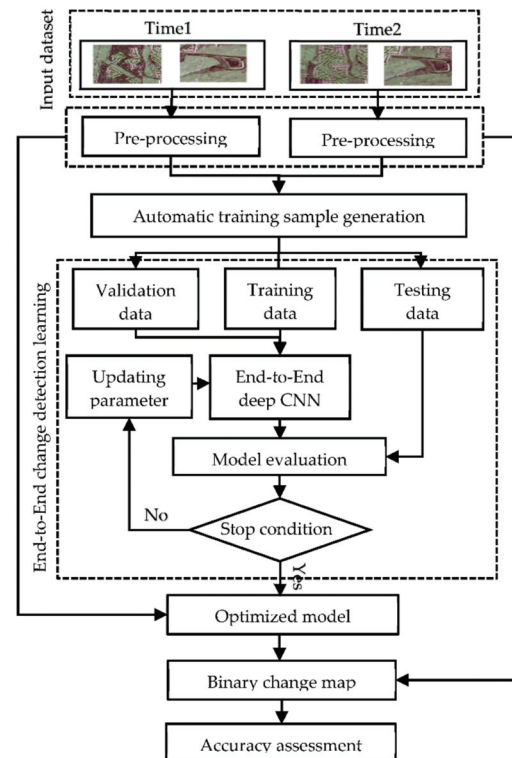 Input dataset
Time1
Time2
Pre-processing
Pre-processing
Automatic training sample generation
End-to-End change detection learning
Validation
data
Training
data
Testing
data
Updating
parameter
End-to-End
deep CNN
Model evaluation
No
Stop condition
Yes
Optimized model
Binary change map
Accuracy assessment